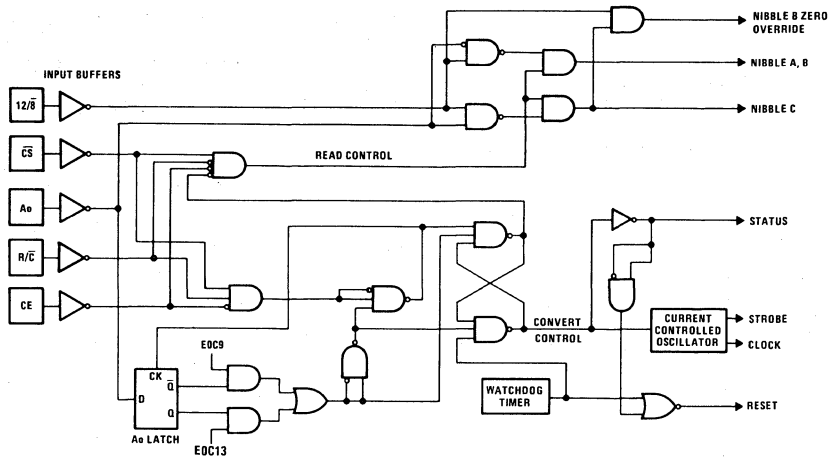 NIBBLE B ZERO
OVERRIDE
INPUT BUFFERS
NIBBLE A, B
12/8̅
NIBBLE C
C̅S̅
READ CONTROL
Ao
STATUS
R/C̅
CE
CONVERT
CONTROL
CURRENT
CONTROLLED
OSCILLATOR
STROBE
CLOCK
EOC9
CK
Q̅
D
Q
WATCHDOG
TIMER
RESET
Ao LATCH
EOC13